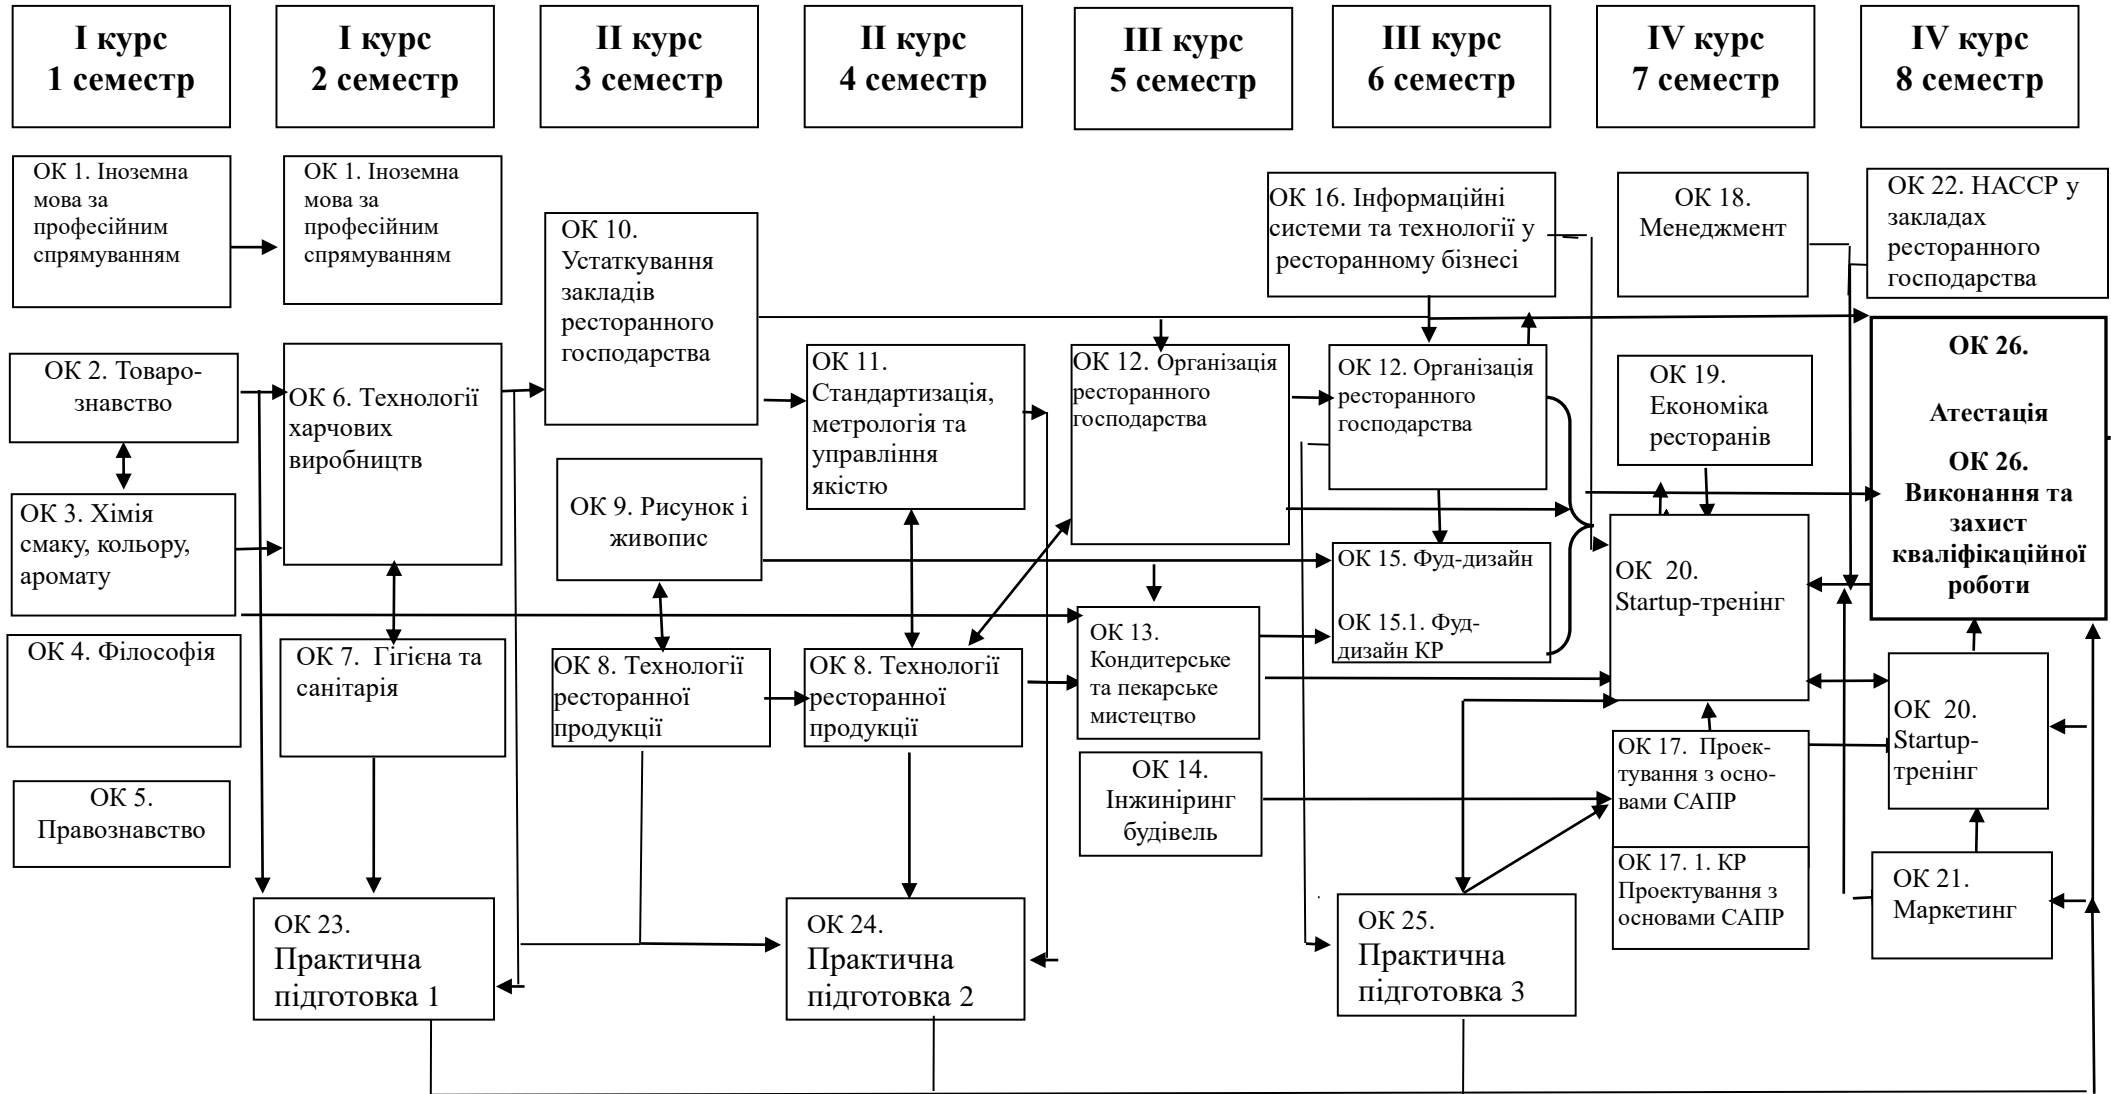 І курс
1 семестр
І курс
2 семестр
ІІ курс
3 семестр
ІІ курс
4 семестр
ІІІ курс
5 семестр
ІІІ курс
6 семестр
IV курс
7 семестр
IV курс
8 семестр
ОК 1. Іноземна
мова за
професійним
спрямуванням
ОК 2. Товаро-
знавство
ОК 3. Хімія
смаку, кольору,
аромату
ОК 4. Філософія
ОК 5.
Правознавство
ОК 1. Іноземна
мова за
професійним
спрямуванням
ОК 6. Технології
харчових
виробництв
ОК 7. Гігієна та
санітарія
ОК 23.
Практична
підготовка 1
ОК 10.
Устаткування
закладів
ресторанного
господарства
ОК 9. Рисунок і
живопис
ОК 8. Технології
ресторанної
продукції
ОК 11.
Стандартизація,
метрологія та
управління
якістю
ОК 8. Технології
ресторанної
продукції
ОК 24.
Практична
підготовка 2
ОК 12. Організація
ресторанного
господарства
ОК 13.
Кондитерське
та пекарське
мистецтво
ОК 14.
Інжиніринг
будівель
ОК 16. Інформаційні
системи та технології у
ресторанному бізнесі
ОК 12. Організація
ресторанного
господарства
ОК 15. Фуд-дизайн
ОК 15.1. Фуд-
дизайн КР
ОК 25.
Практична
підготовка 3
ОК 18.
Менеджмент
ОК 19.
Економіка
ресторанів
ОК 20.
Startup-тренінг
ОК 17. Проек-
тування з осно-
вами САПР
ОК 17. 1. КР
Проектування з
основами САПР
ОК 22. НАССР у
закладах
ресторанного
господарства
ОК 26.
Атестація
ОК 26.
Виконання та
захист
кваліфікаційної
роботи
ОК 20.
Startup-
тренінг
ОК 21.
Маркетинг